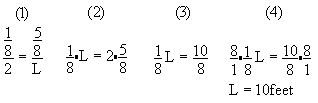 (1) (2) (3) (4)
1/8 / 2 = 5/8 / L    1/8 ▪ L = 2 ▪ 5/8    1/8 L = 10/8    8/1 ▪ 1/8 L = 10/8 ▪ 8/1
L = 10feet